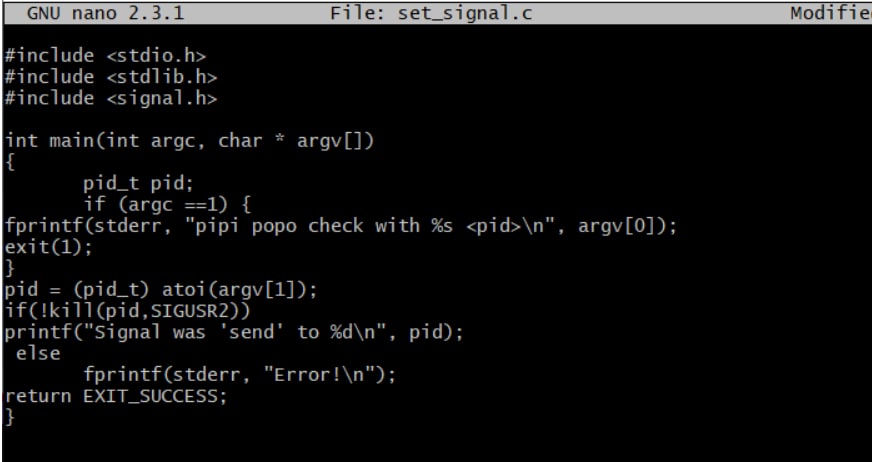 GNU nano 2.3.1 File: set_signal.c Modified
#include <stdio.h>
#include <stdlib.h>
#include <signal.h>
int main(int argc, char * argv[])
{
pid_t pid;
if (argc ==1) {
fprintf(stderr, "pipi popo check with %s <pid>\n", argv[0]);
exit(1);
}
pid = (pid_t) atoi(argv[1]);
if(!kill(pid,SIGUSR2))
printf("Signal was 'send' to %d\n", pid);
else
fprintf(stderr, "Error!\n");
return EXIT_SUCCESS;
}